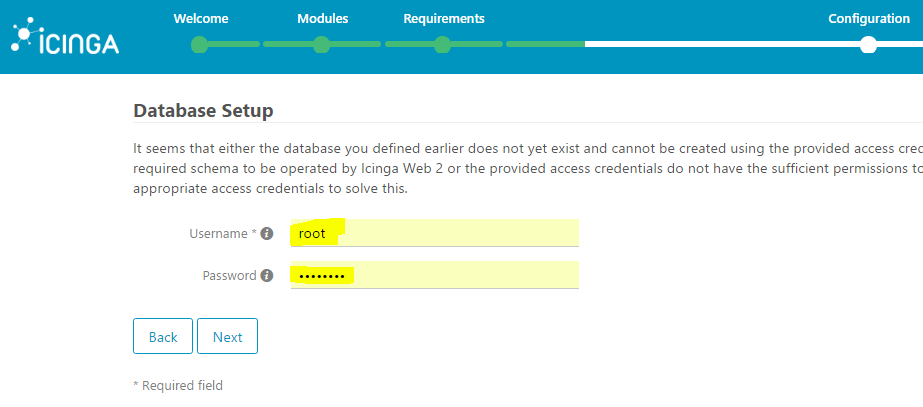 Welcome Modules Requirements Configuration
ICINGA
Database Setup
It seems that either the database you defined earlier does not yet exist and cannot be created using the provided access cred
required schema to be operated by Icinga Web 2 or the provided access credentials do not have the sufficient permissions to
appropriate access credentials to solve this.
Username * i root
Password i ••••••••
Back Next
* Required field